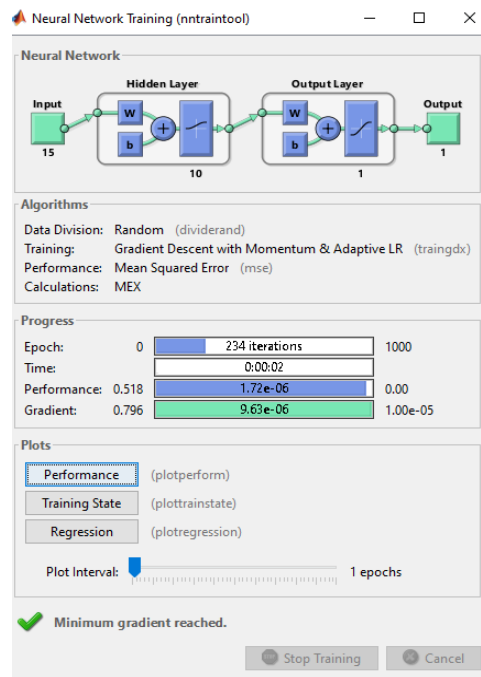 Neural Network Training (nntraintool)
Neural Network
Hidden Layer Output Layer
Input Output
W W
+ +
b b
15 1
10 1
Algorithms
Data Division: Random (dividerand)
Training: Gradient Descent with Momentum & Adaptive LR (traingdx)
Performance: Mean Squared Error (mse)
Calculations: MEX
Progress
Epoch: 0 234 iterations 1000
Time: 0:00:02
Performance: 0.518 1.72e-06 0.00
Gradient: 0.796 9.63e-06 1.00e-05
Plots
Performance (plotperform)
Training State (plottrainstate)
Regression (plotregression)
Plot Interval: 1 epochs
Minimum gradient reached.
Stop Training Cancel